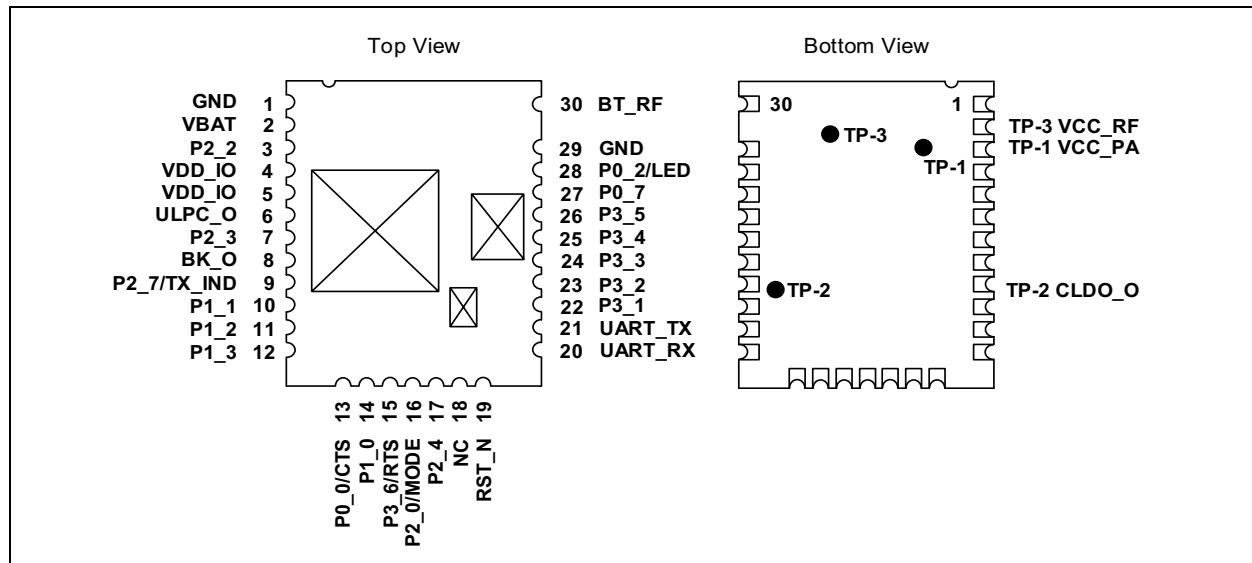 Top View
GND 1
VBAT 2
P2_2 3
VDD_IO 4
VDD_IO 5
ULPC_O 6
P2_3 7
BK_O 8
P2_7/TX_IND 9
P1_1 10
P1_2 11
P1_3 12
P0_0/CTS 13
P1_0 14
P3_6/RTS 15
P2_0/MODE 16
P2_4 17
NC 18
RST_N 19
30 BT_RF
29 GND
28 P0_2/LED
27 P0_7
26 P3_5
25 P3_4
24 P3_3
23 P3_2
22 P3_1
21 UART_TX
20 UART_RX
Bottom View
30
1
TP-3
TP-1
TP-2
TP-3 VCC_RF
TP-1 VCC_PA
TP-2 CLDO_O